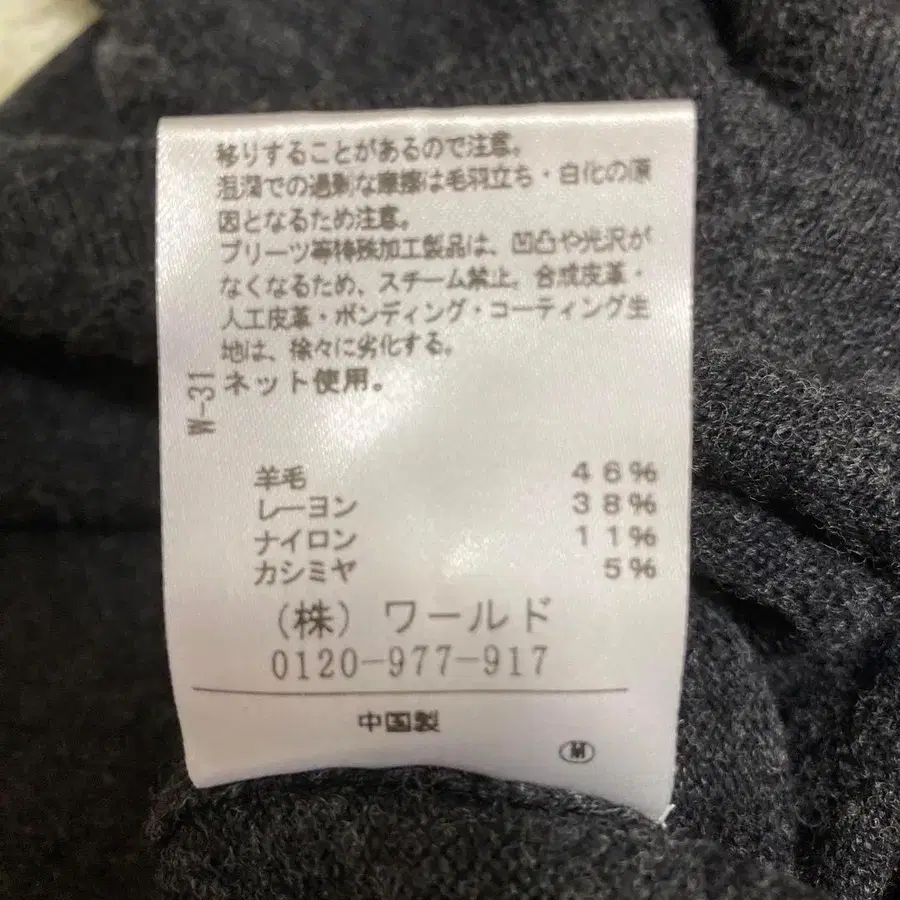 移りすることがあるので注意。
湿潤での過剰な摩擦は毛羽立ち・白化の原
因となるため注意。
プリーツ等特殊加工製品は、凹凸や光沢が
なくなるため、スチーム禁止。合成皮革・
人工皮革・ボンディング・コーティング生
地は、徐々に劣化する。
ネット使用。
W-31
羊毛 46%
レーヨン 38%
ナイロン 11%
カシミヤ 5%
(株) ワールド
0120-977-917
中国製
Ⓜ